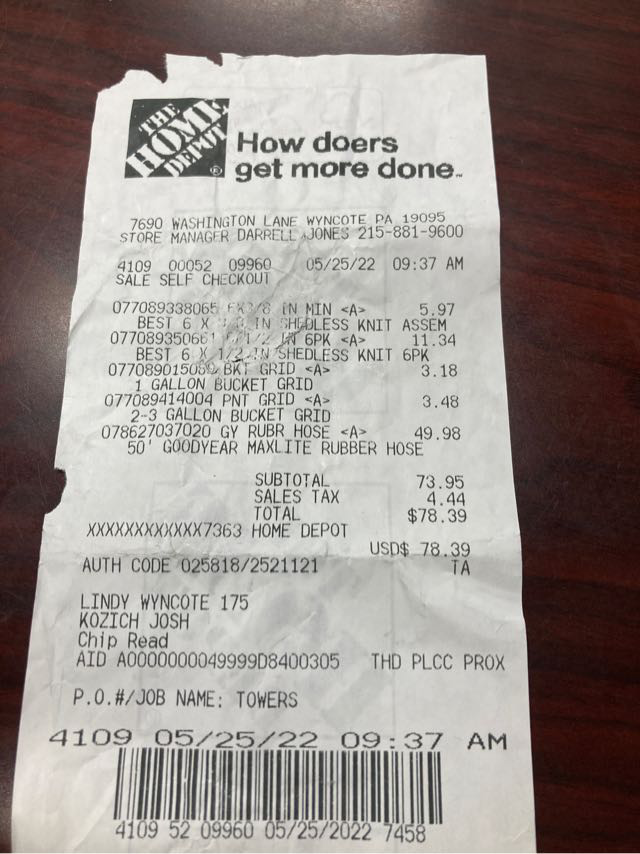 THE
HOME
DEPOT
®
How doers
get more done™
7690 WASHINGTON LANE WYNCOTE PA 19095
STORE MANAGER DARRELL JONES 215-881-9600
4109 00052 09960 05/25/22 09:37 AM
SALE SELF CHECKOUT
077089338065 IN MIN <A> 5.97
BEST 6 X IN SHEDLESS KNIT ASSEM
IN 6PK <A> 11.34
BEST 6 X 1/2 IN SHEDLESS KNIT 6PK
BKT GRID <A> 3.18
1 GALLON BUCKET GRID
077089414004 PNT GRID <A> 3.48
2-3 GALLON BUCKET GRID
078627037020 GY RUBR HOSE <A> 49.98
50' GOODYEAR MAXLITE RUBBER HOSE
SUBTOTAL 73.95
SALES TAX 4.44
TOTAL $78.39
XXXXXXXXXXXX7363 HOME DEPOT
USD$ 78.39
AUTH CODE 025818/2521121 TA
LINDY WYNCOTE 175
KOZICH JOSH
Chip Read
AID A0000000049999D8400305 THD PLCC PROX
P.O.#/JOB NAME: TOWERS
4109 05/25/22 09:37 AM
4109 52 09960 05/25/2022 7458